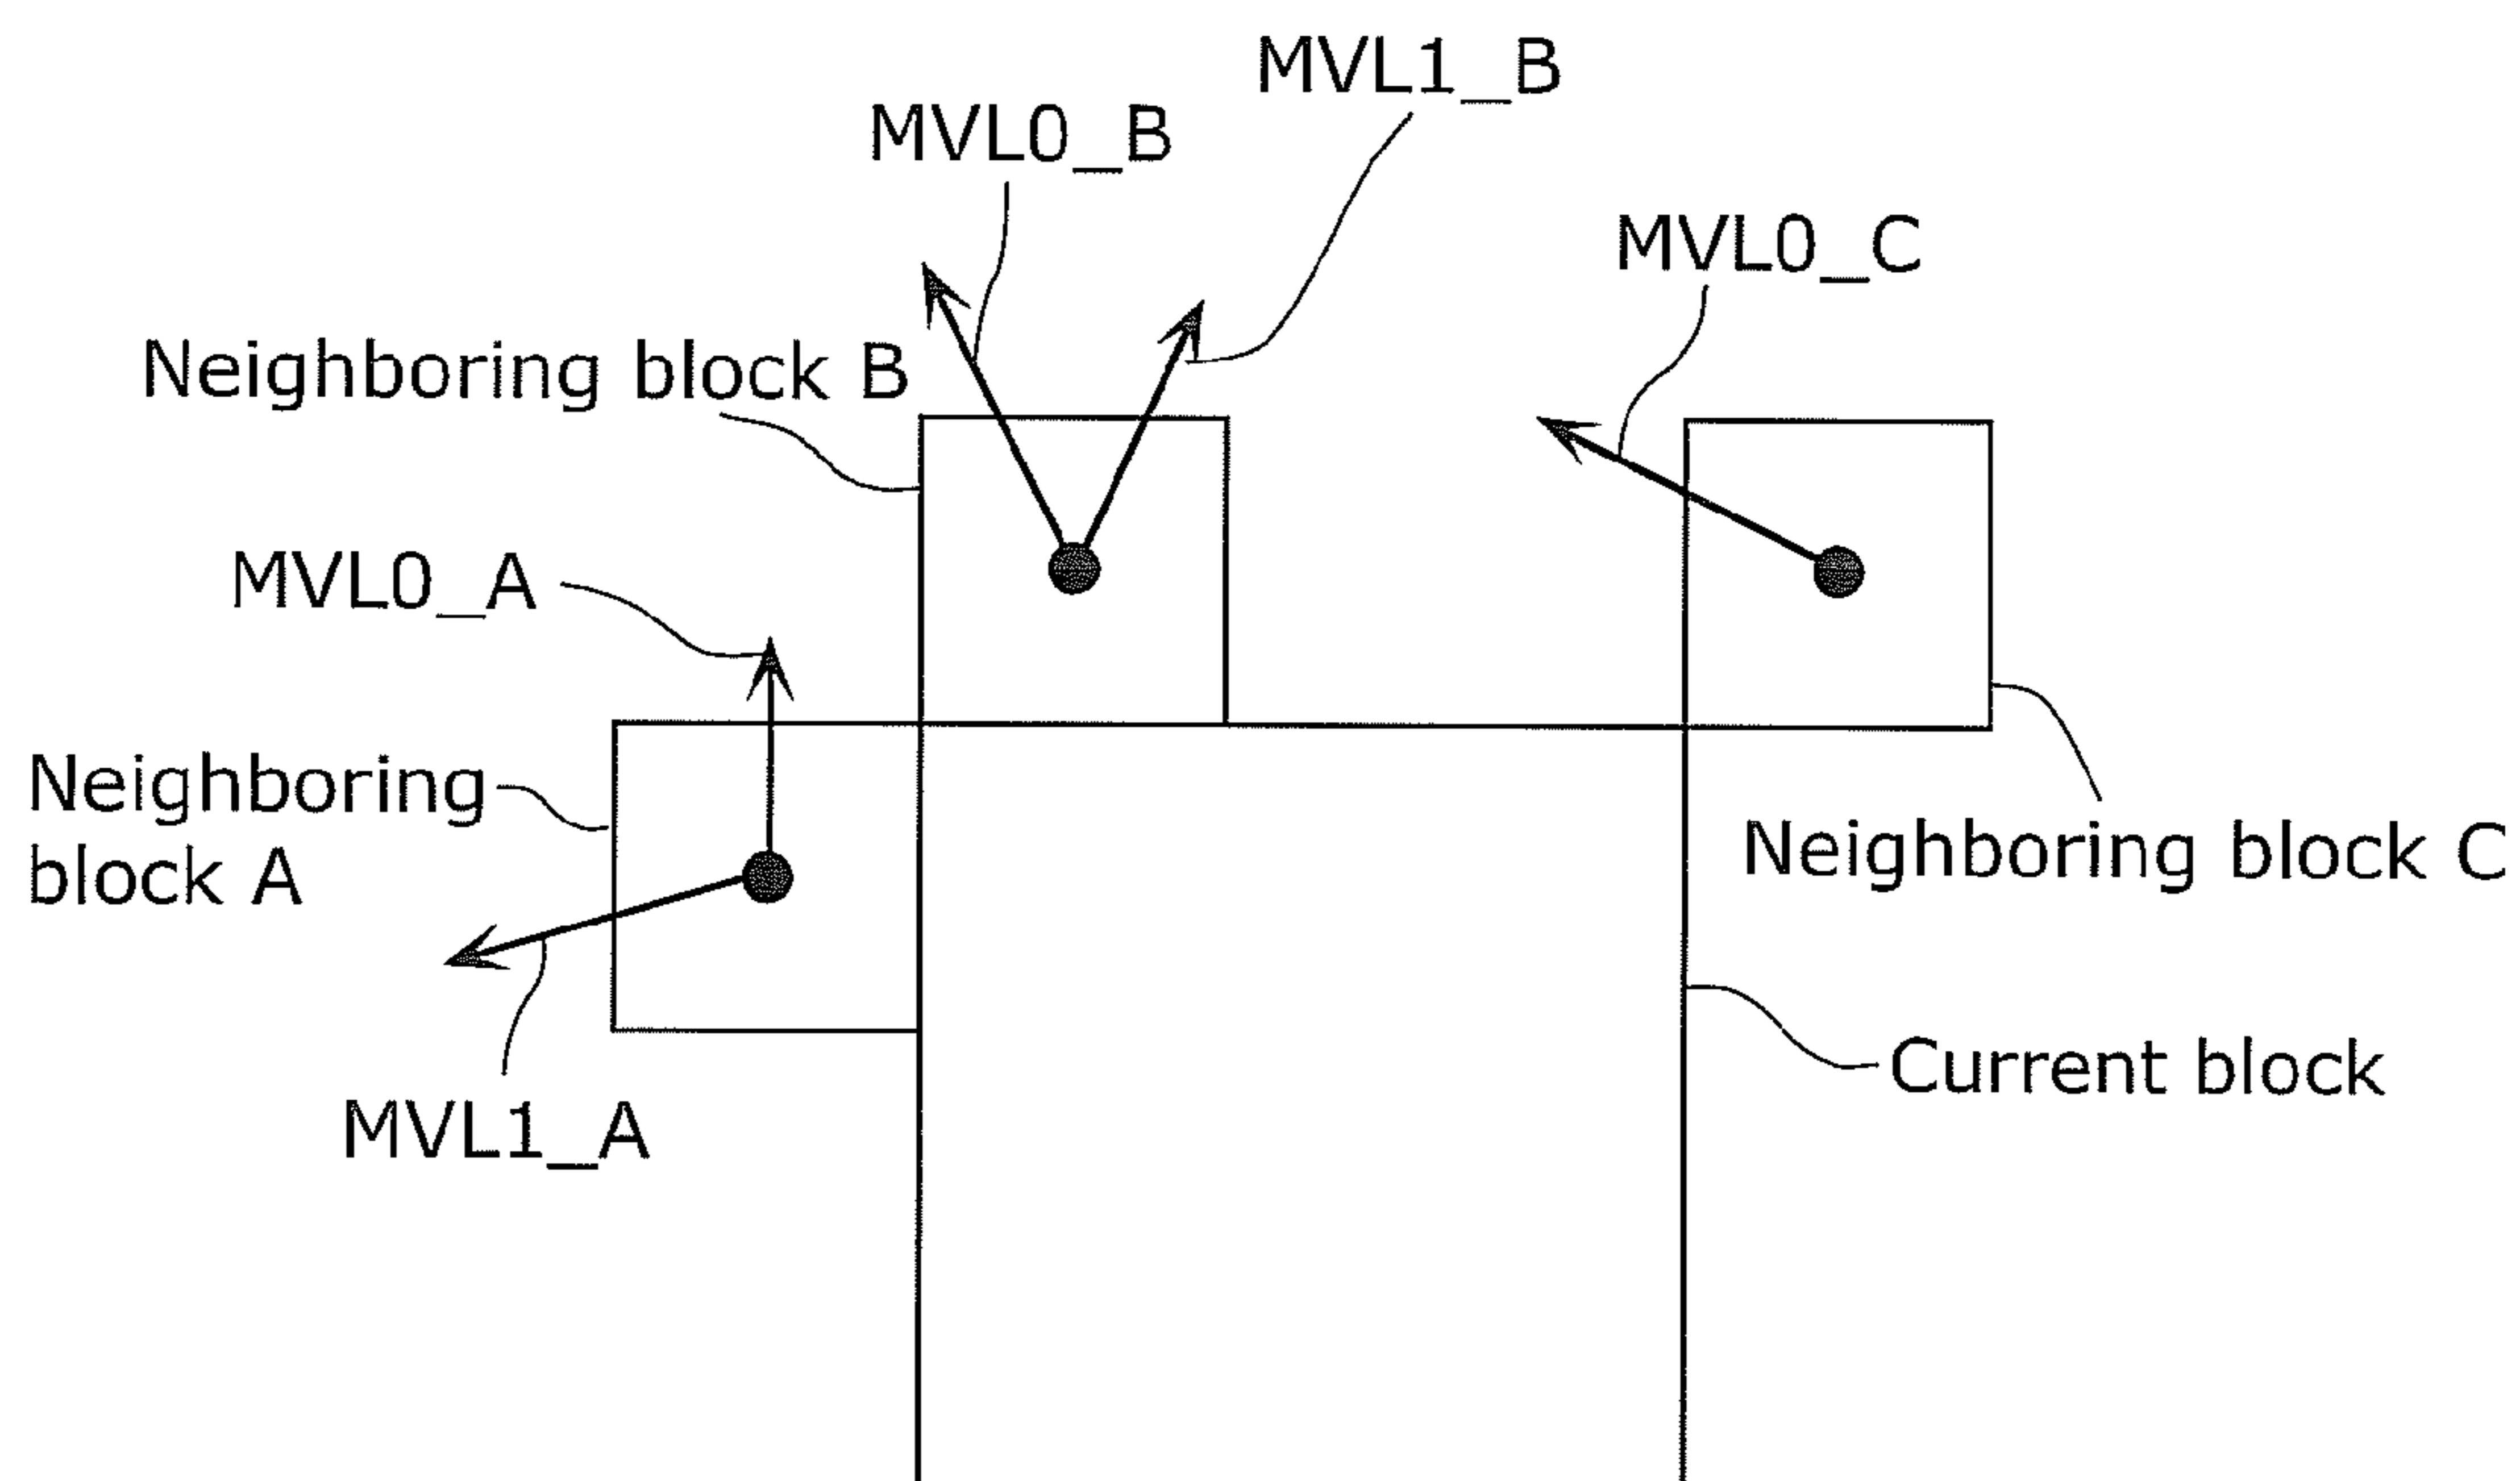 MVL1_B
MVL0_B
MVL0_C
Neighboring block B
MVL0_A
Neighboring
block A
Neighboring block C
Current block
MVL1_A